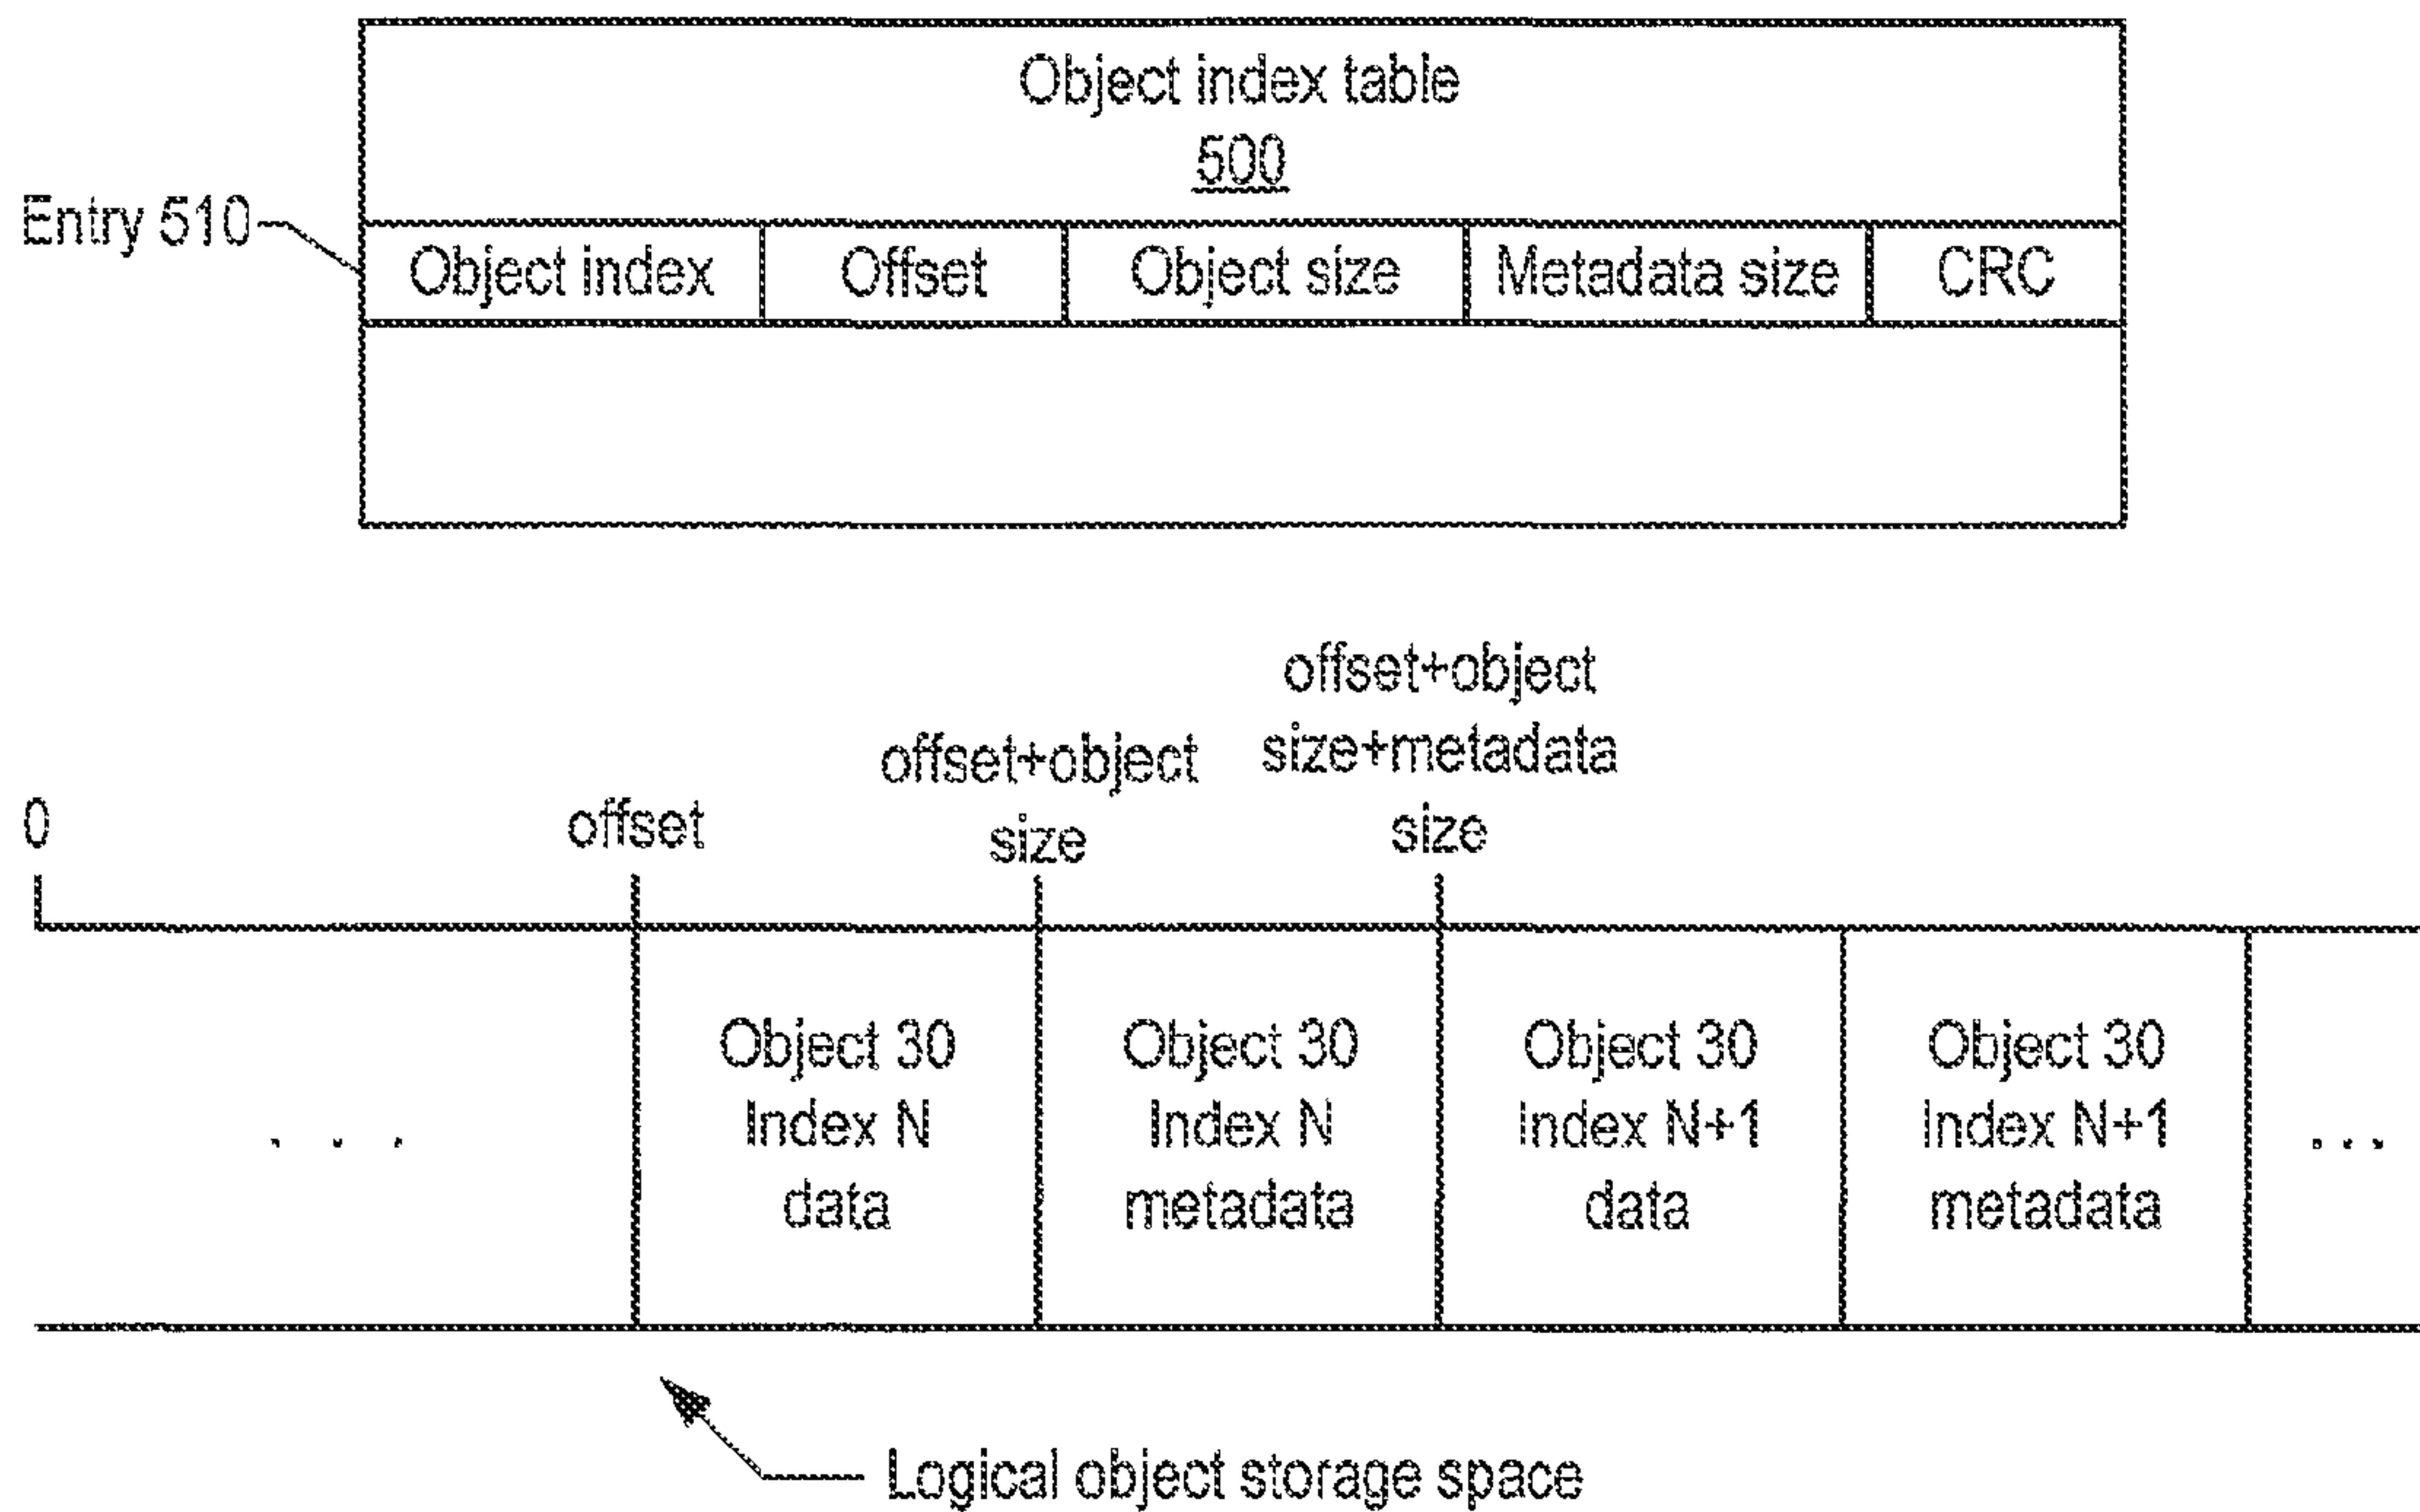 Object index table
500
Entry 510
Object index Offset Object size Metadata size CRC
offset+object
size+metadata
size
offset+object
size
offset
0
. . .
Object 30
Index N
data
Object 30
Index N
metadata
Object 30
Index N+1
data
Object 30
Index N+1
metadata
. . .
Logical object storage space